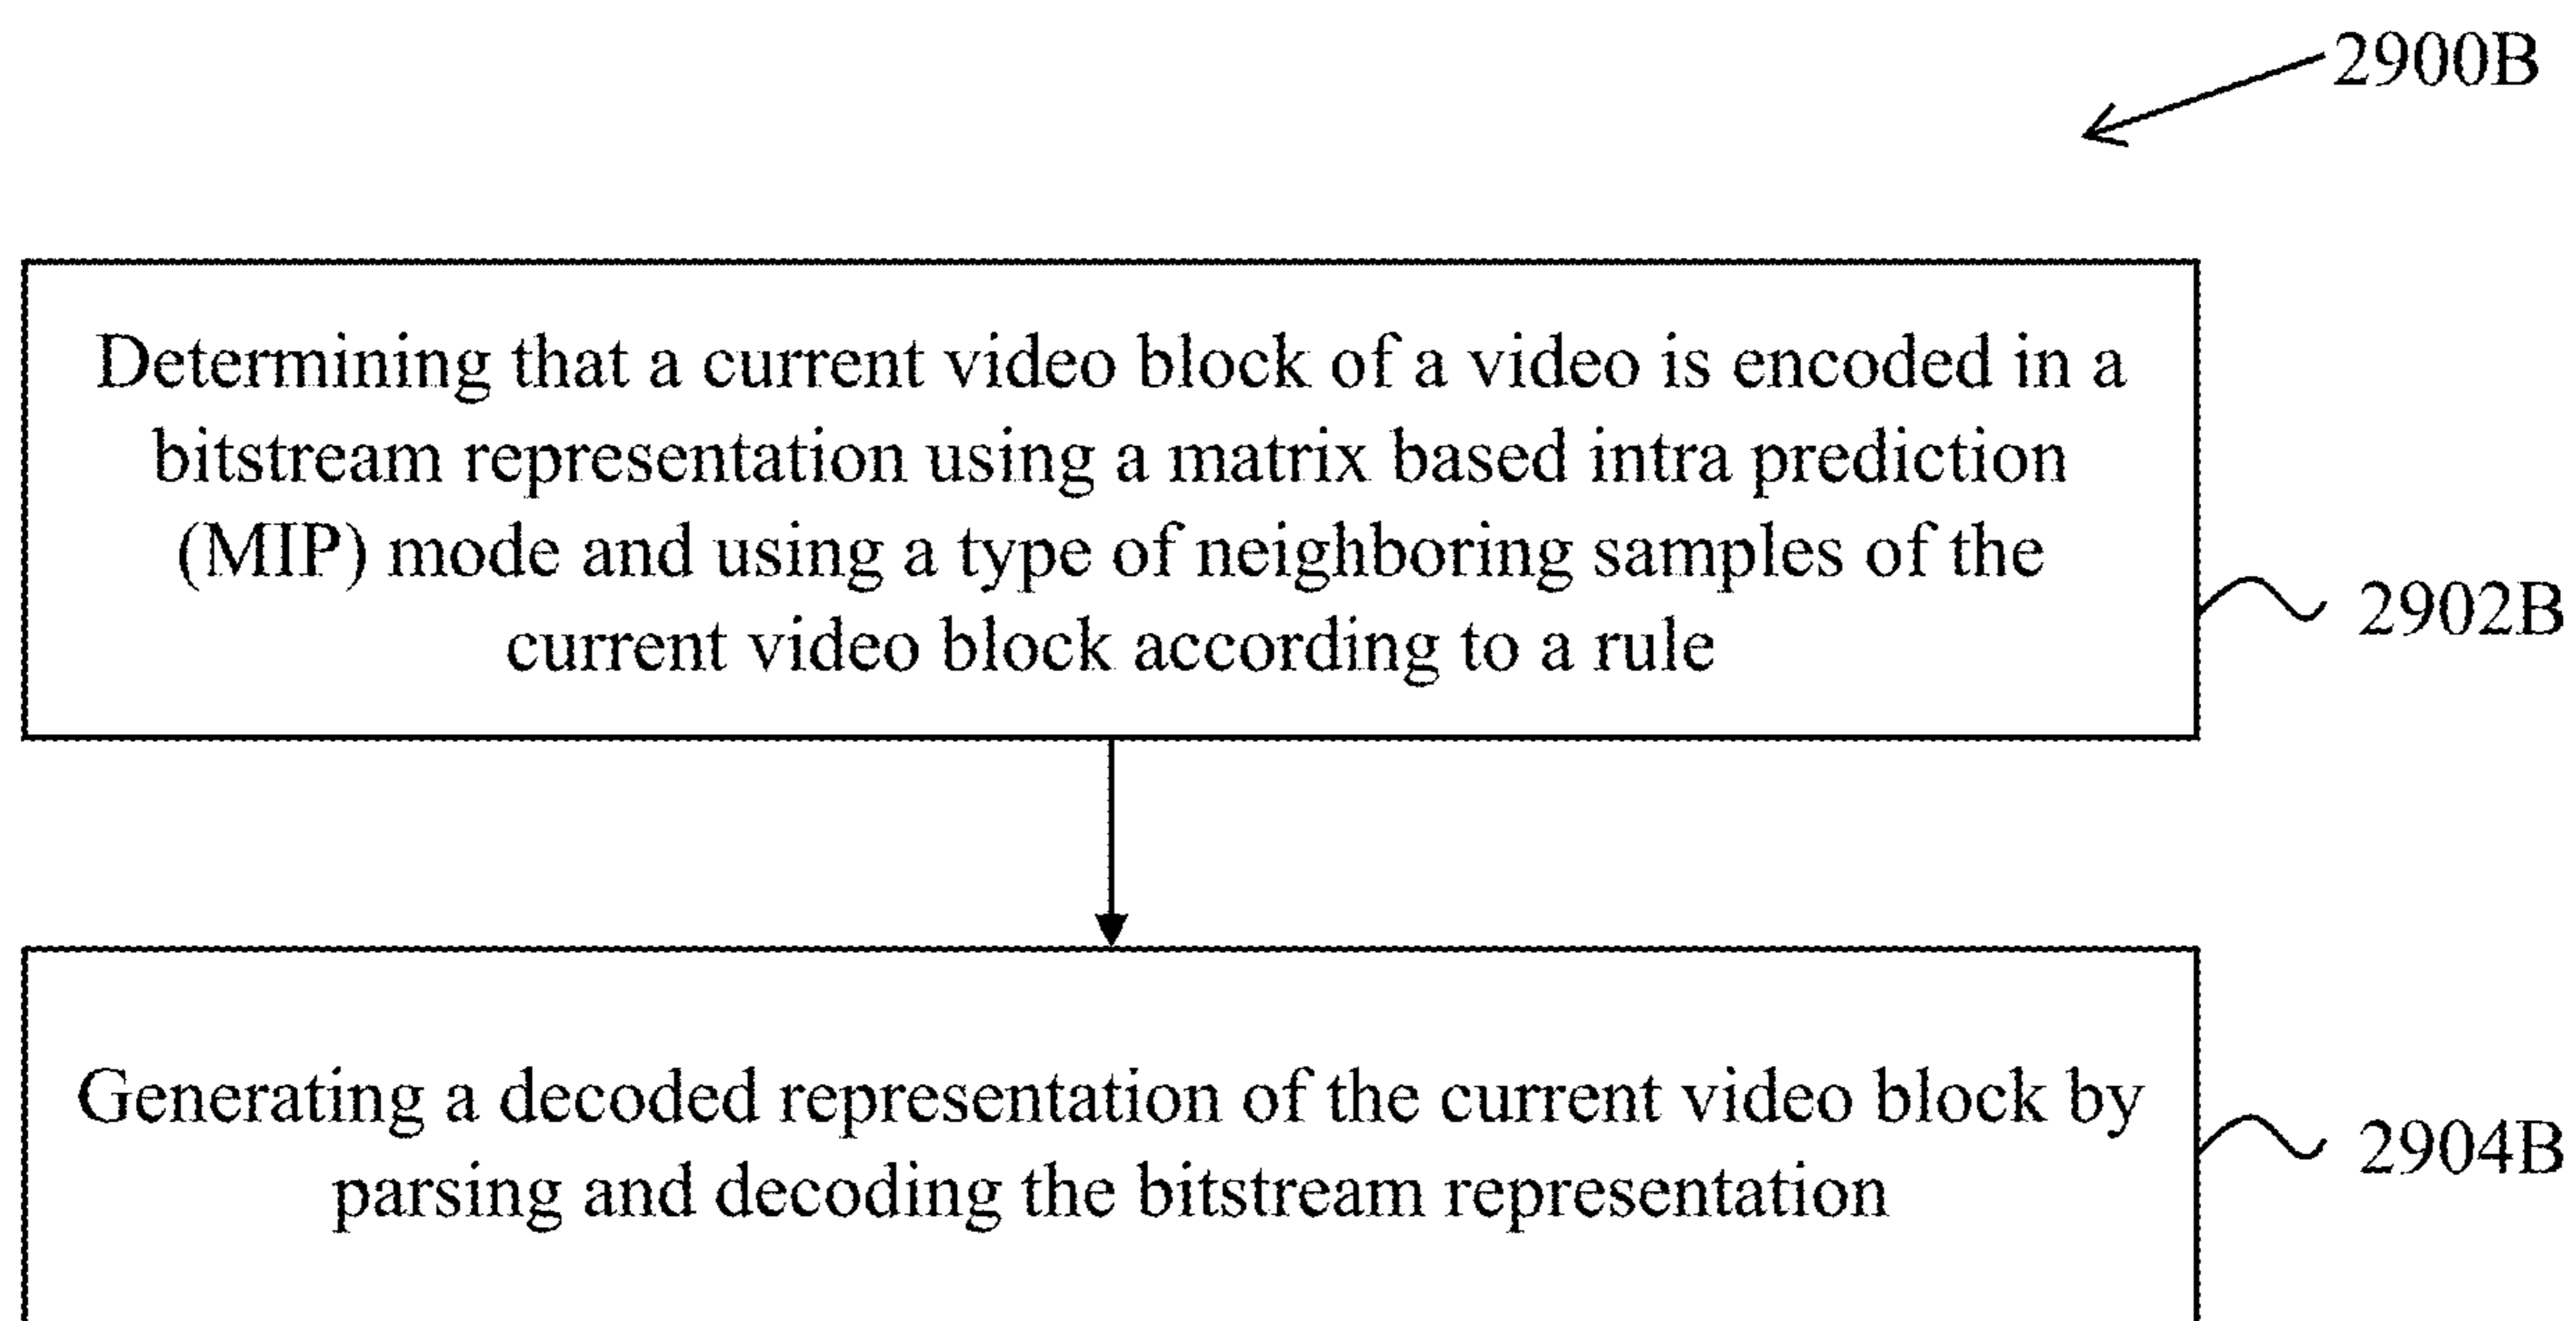 2900B
Determining that a current video block of a video is encoded in a
bitstream representation using a matrix based intra prediction
(MIP) mode and using a type of neighboring samples of the
current video block according to a rule
2902B
Generating a decoded representation of the current video block by
parsing and decoding the bitstream representation
2904B